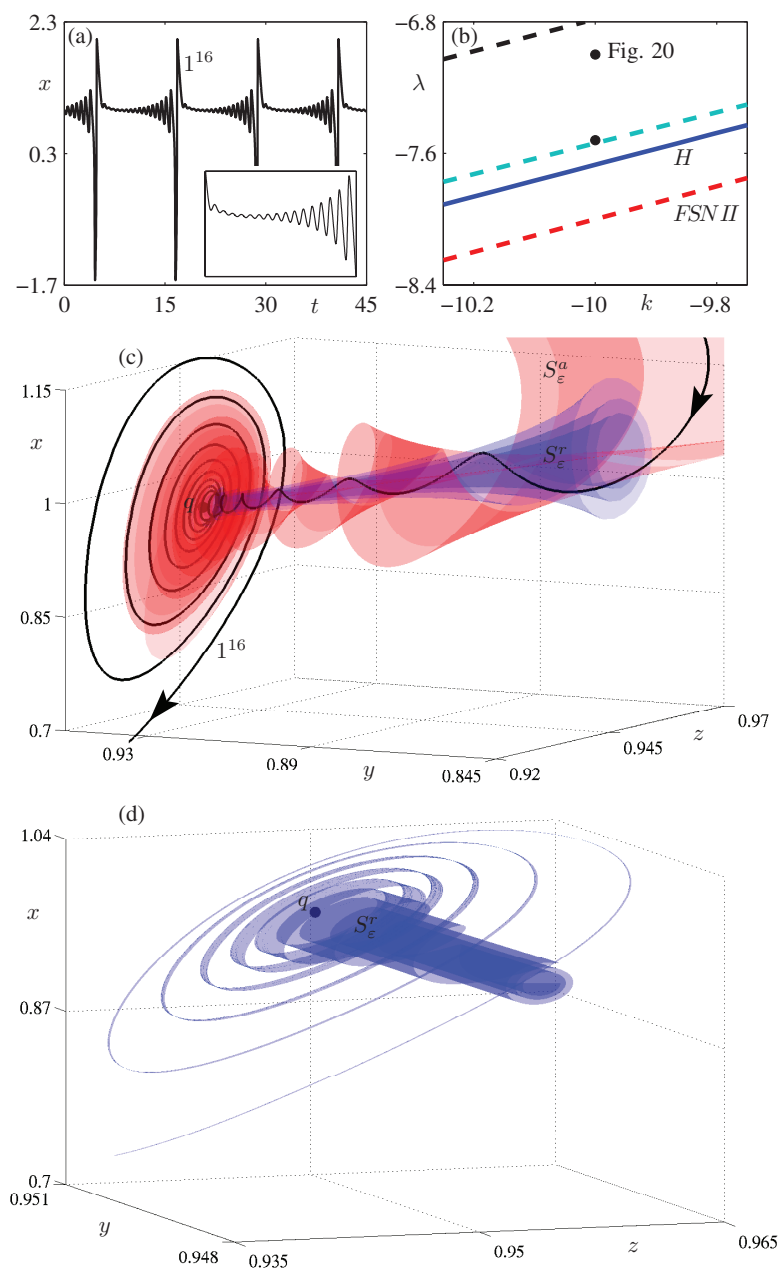 (a)
2.3
x
0.3
−1.7
1^{16}
0
15
30
t
45
(b)
−6.8
λ
−7.6
−8.4
Fig. 20
H
FSN II
−10.2
−10
k
−9.8
(c)
1.15
x
1
0.85
0.7
S_ε^a
S_ε^r
q
1^{16}
0.93
0.89
y
0.845
0.92
0.945
z
0.97
(d)
1.04
x
0.87
0.7
q
S_ε^r
0.951
y
0.948
0.935
0.95
z
0.965